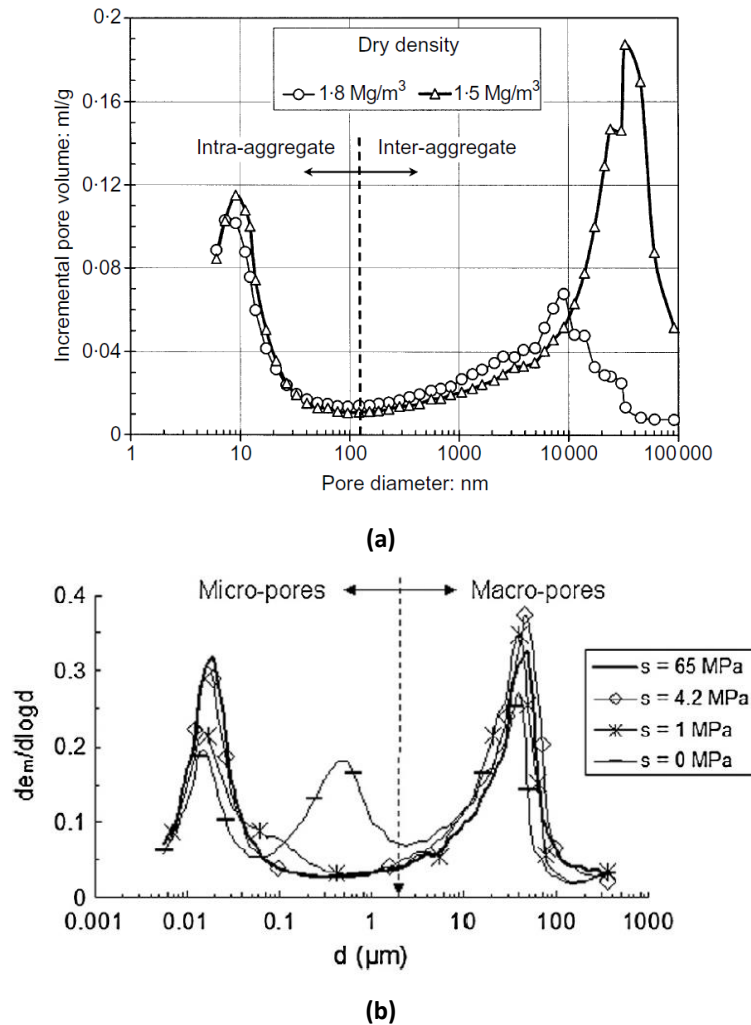 0·2
Dry density
1·8 Mg/m³ 1·5 Mg/m³
0·16
Intra-aggregate Inter-aggregate
0·12
Incremental pore volume: ml/g
0·08
0·04
0
1 10 100 1000 10000 100000
Pore diameter: nm
(a)
Micro-pores Macro-pores
0.4
0.3
0.2
0.1
0
de_m/dlogd
s = 65 MPa
s = 4.2 MPa
s = 1 MPa
s = 0 MPa
0.001 0.01 0.1 1 10 100 1000
d (µm)
(b)